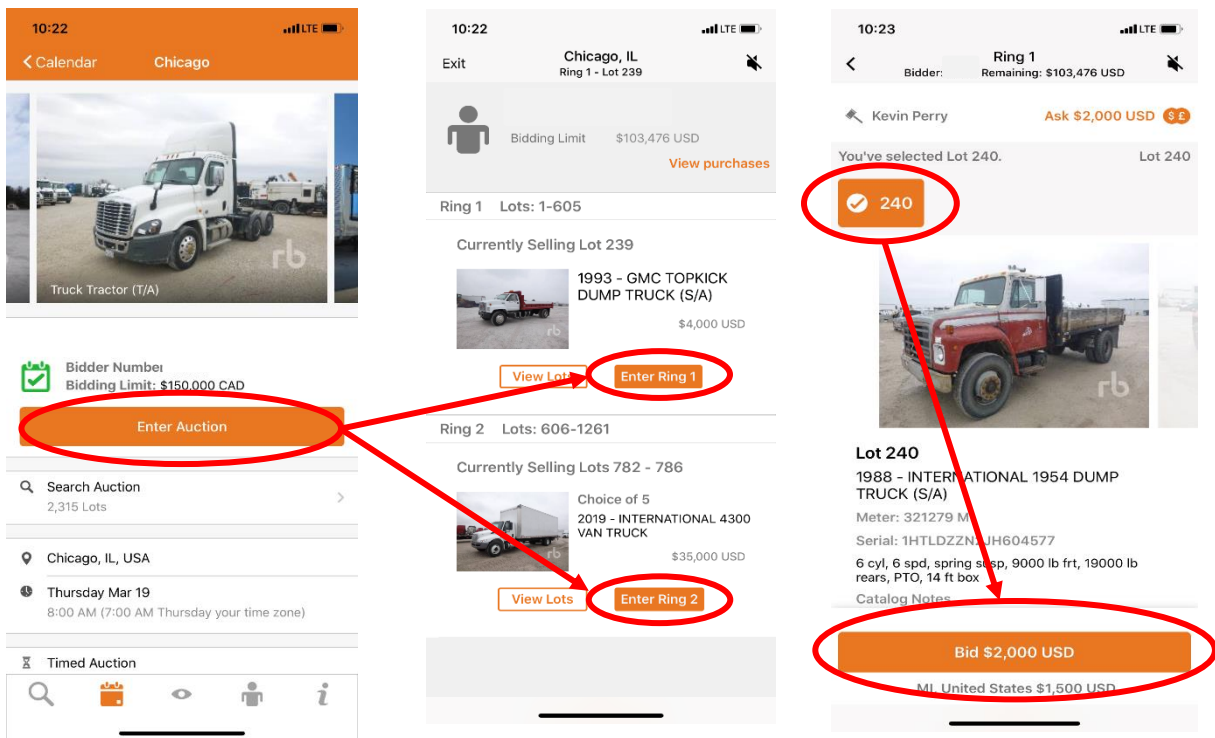 10:22
LTE
Calendar
Chicago
rb
Truck Tractor (T/A)
Bidder Number
Bidding Limit: $150,000 CAD
Enter Auction
Search Auction
2,315 Lots
Chicago, IL, USA
Thursday Mar 19
8:00 AM (7:00 AM Thursday your time zone)
Timed Auction
i
10:22
LTE
Exit
Chicago, IL
Ring 1 - Lot 239
Bidding Limit $103,476 USD
View purchases
Ring 1 Lots: 1-605
Currently Selling Lot 239
1993 - GMC TOPKICK
DUMP TRUCK (S/A)
rb
$4,000 USD
View Lots
Enter Ring 1
Ring 2 Lots: 606-1261
Currently Selling Lots 782 - 786
Choice of 5
2019 - INTERNATIONAL 4300
VAN TRUCK
rb
$35,000 USD
View Lots
Enter Ring 2
10:23
LTE
Ring 1
Bidder: Remaining: $103,476 USD
Kevin Perry
Ask $2,000 USD
$ £
You've selected Lot 240.
Lot 240
240
rb
Lot 240
1988 - INTERNATIONAL 1954 DUMP
TRUCK (S/A)
Meter: 321279
Serial:
6 cyl, 6 spd, spring susp, 9000 lb frt, 19000 lb
rears, PTO, 14 ft box
Catalog Notes
Bid $2,000 USD
United States $1,500 USD